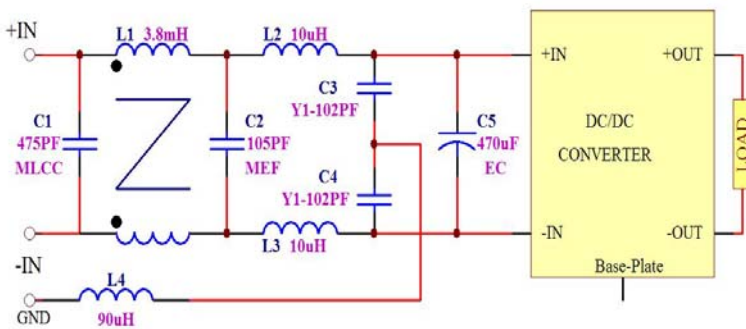 +IN
L1 3.8mH
L2 10uH
C1
475PF
MLCC
C2
105PF
MEF
C3
Y1-102PF
C4
Y1-102PF
C5
470uF
EC
L3 10uH
-IN
L4
90uH
GND
+IN
+OUT
DC/DC
CONVERTER
-IN
-OUT
Base-Plate
LOAD